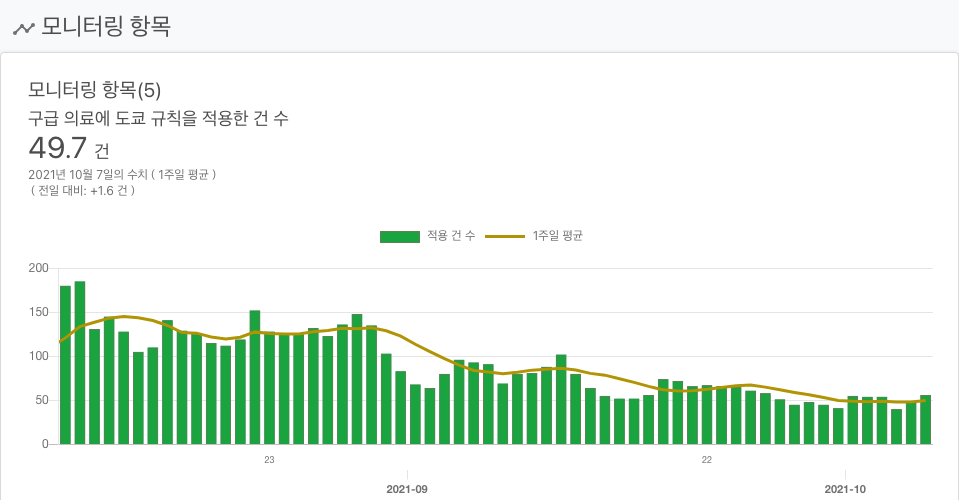 모니터링 항목
모니터링 항목(5)
구급 의료에 도쿄 규칙을 적용한 건 수
49.7 건
2021년 10월 7일의 수치 ( 1주일 평균 )
( 전일 대비: +1.6 건 )
적용 건 수 1주일 평균
200
150
100
50
0
23 22
2021-09 2021-10